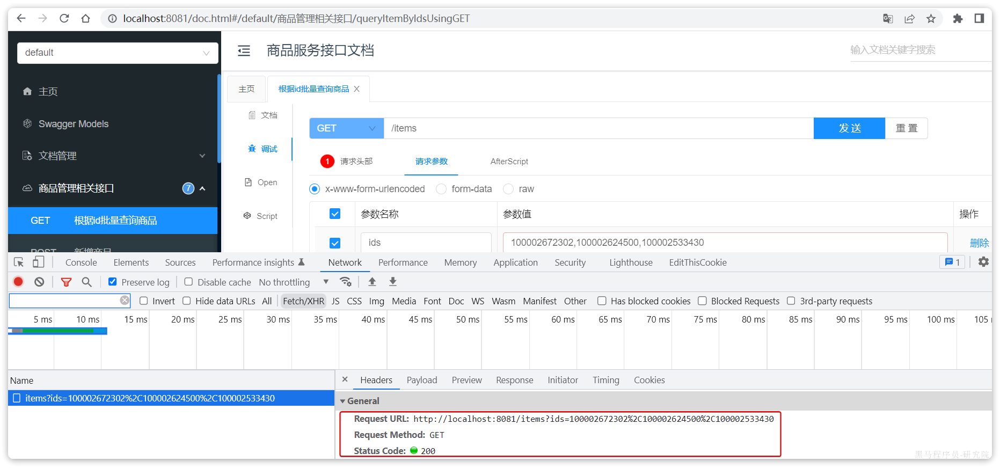 localhost:8081/doc.html#/default/商品管理相关接口/queryItemByIdsUsingGET
default
商品服务接口文档
输入文档关键字搜索
主页
Swagger Models
文档管理
商品管理相关接口 7
GET 根据id批量查询商品
POST 新增商品
主页 根据id批量查询商品
文档
调试
Open
Script
GET /items 发 送 重 置
1 请求头部 请求参数 AfterScript
x-www-form-urlencoded form-data raw
参数名称 参数值 操作
ids 100002672302,100002624500,100002533430 删除
Console Elements Sources Performance insights Network Performance Memory Application Security Lighthouse EditThisCookie 1
Preserve log Disable cache No throttling
Invert Hide data URLs All Fetch/XHR JS CSS Img Media Font Doc WS Wasm Manifest Other Has blocked cookies Blocked Requests 3rd-party requests
5 ms 10 ms 15 ms 20 ms 25 ms 30 ms 35 ms 40 ms 45 ms 50 ms 55 ms 60 ms 65 ms 70 ms 75 ms 80 ms 85 ms 90 ms 95 ms 100 ms 105
Name
items?ids=100002672302%2C100002624500%2C100002533430
Headers Payload Preview Response Initiator Timing Cookies
General
Request URL: http://localhost:8081/items?ids=100002672302%2C100002624500%2C100002533430
Request Method: GET
Status Code: 200
黑马程序员-研究院